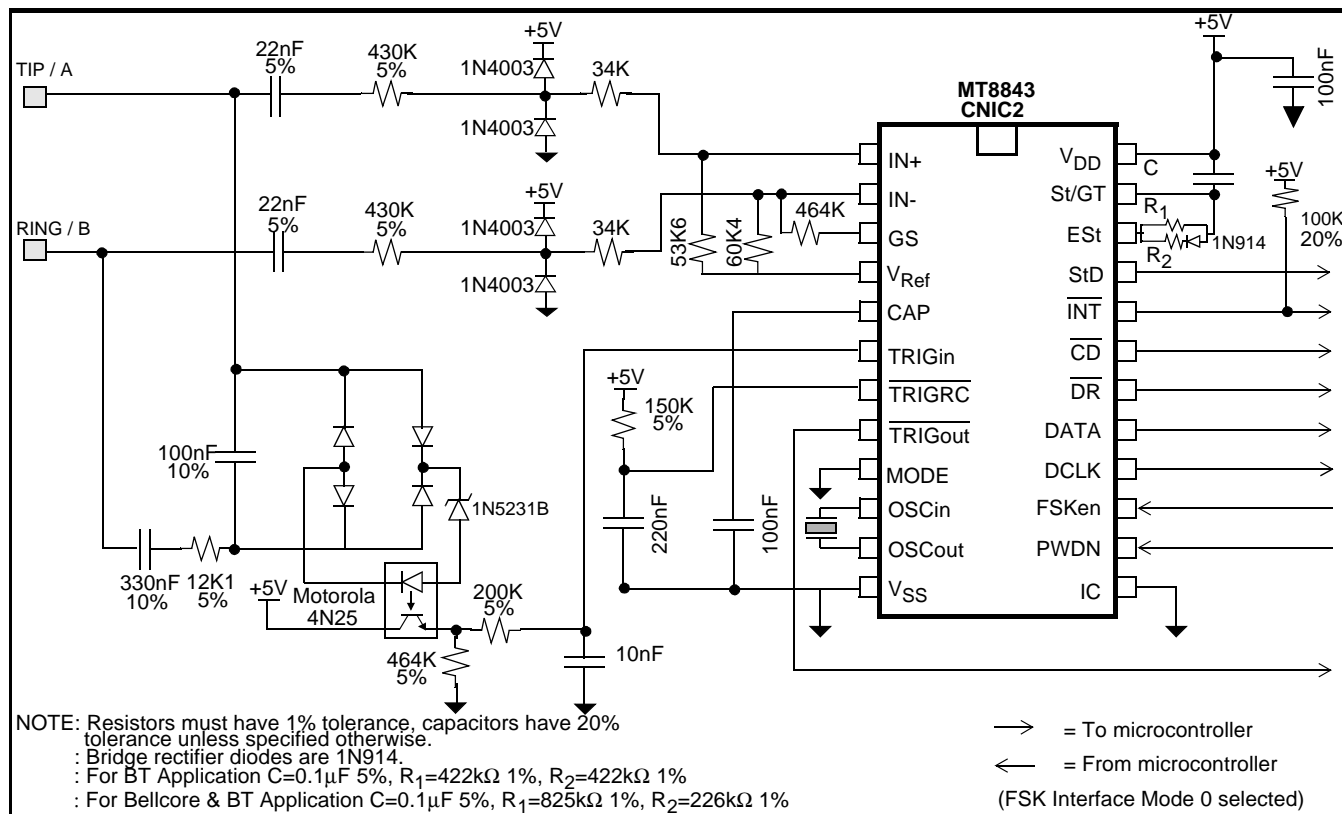 TIP / A
22nF
5%
430K
5%
+5V
1N4003
1N4003
34K
+5V
100nF
MT8843
CNIC2
RING / B
22nF
5%
430K
5%
+5V
1N4003
1N4003
34K
53K6
60K4
464K
IN+
IN-
GS
VRef
CAP
TRIGin
TRIGRC
TRIGout
MODE
OSCin
OSCout
VSS
VDD
St/GT
ESt
StD
INT
CD
DR
DATA
DCLK
FSKen
PWDN
IC
C
R1
R2
1N914
+5V
100K
20%
+5V
150K
5%
220nF
100nF
100nF
10%
1N5231B
330nF
10%
12K1
5%
+5V
Motorola
4N25
200K
5%
464K
5%
10nF
NOTE: Resistors must have 1% tolerance, capacitors have 20%
tolerance unless specified otherwise.
: Bridge rectifier diodes are 1N914.
: For BT Application C=0.1µF 5%, R1=422kΩ 1%, R2=422kΩ 1%
: For Bellcore & BT Application C=0.1µF 5%, R1=825kΩ 1%, R2=226kΩ 1%
= To microcontroller
= From microcontroller
(FSK Interface Mode 0 selected)